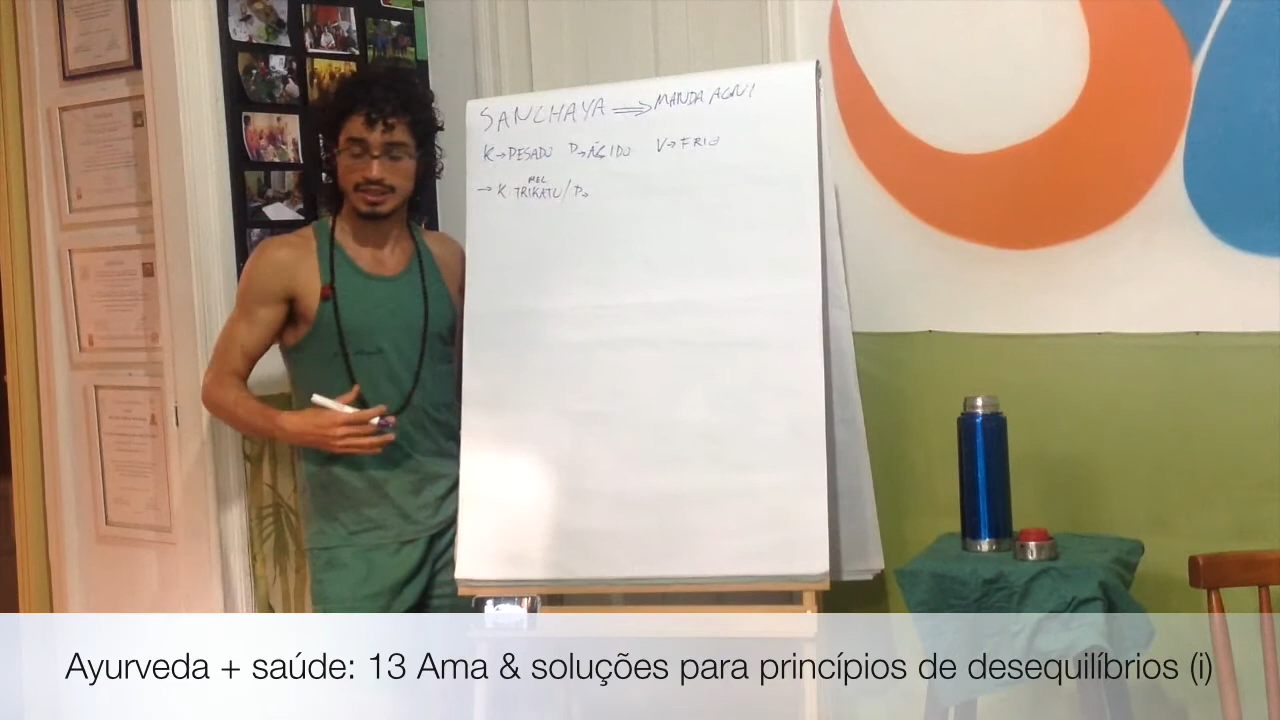 SANCHAYA ⇒ MANDA AGNI
K→PESADO P→ÁCIDO V→FRIO
MEL
→ K TRIKATU/P→
Ayurveda + saúde: 13 Ama & soluções para princípios de desequilíbrios (i)